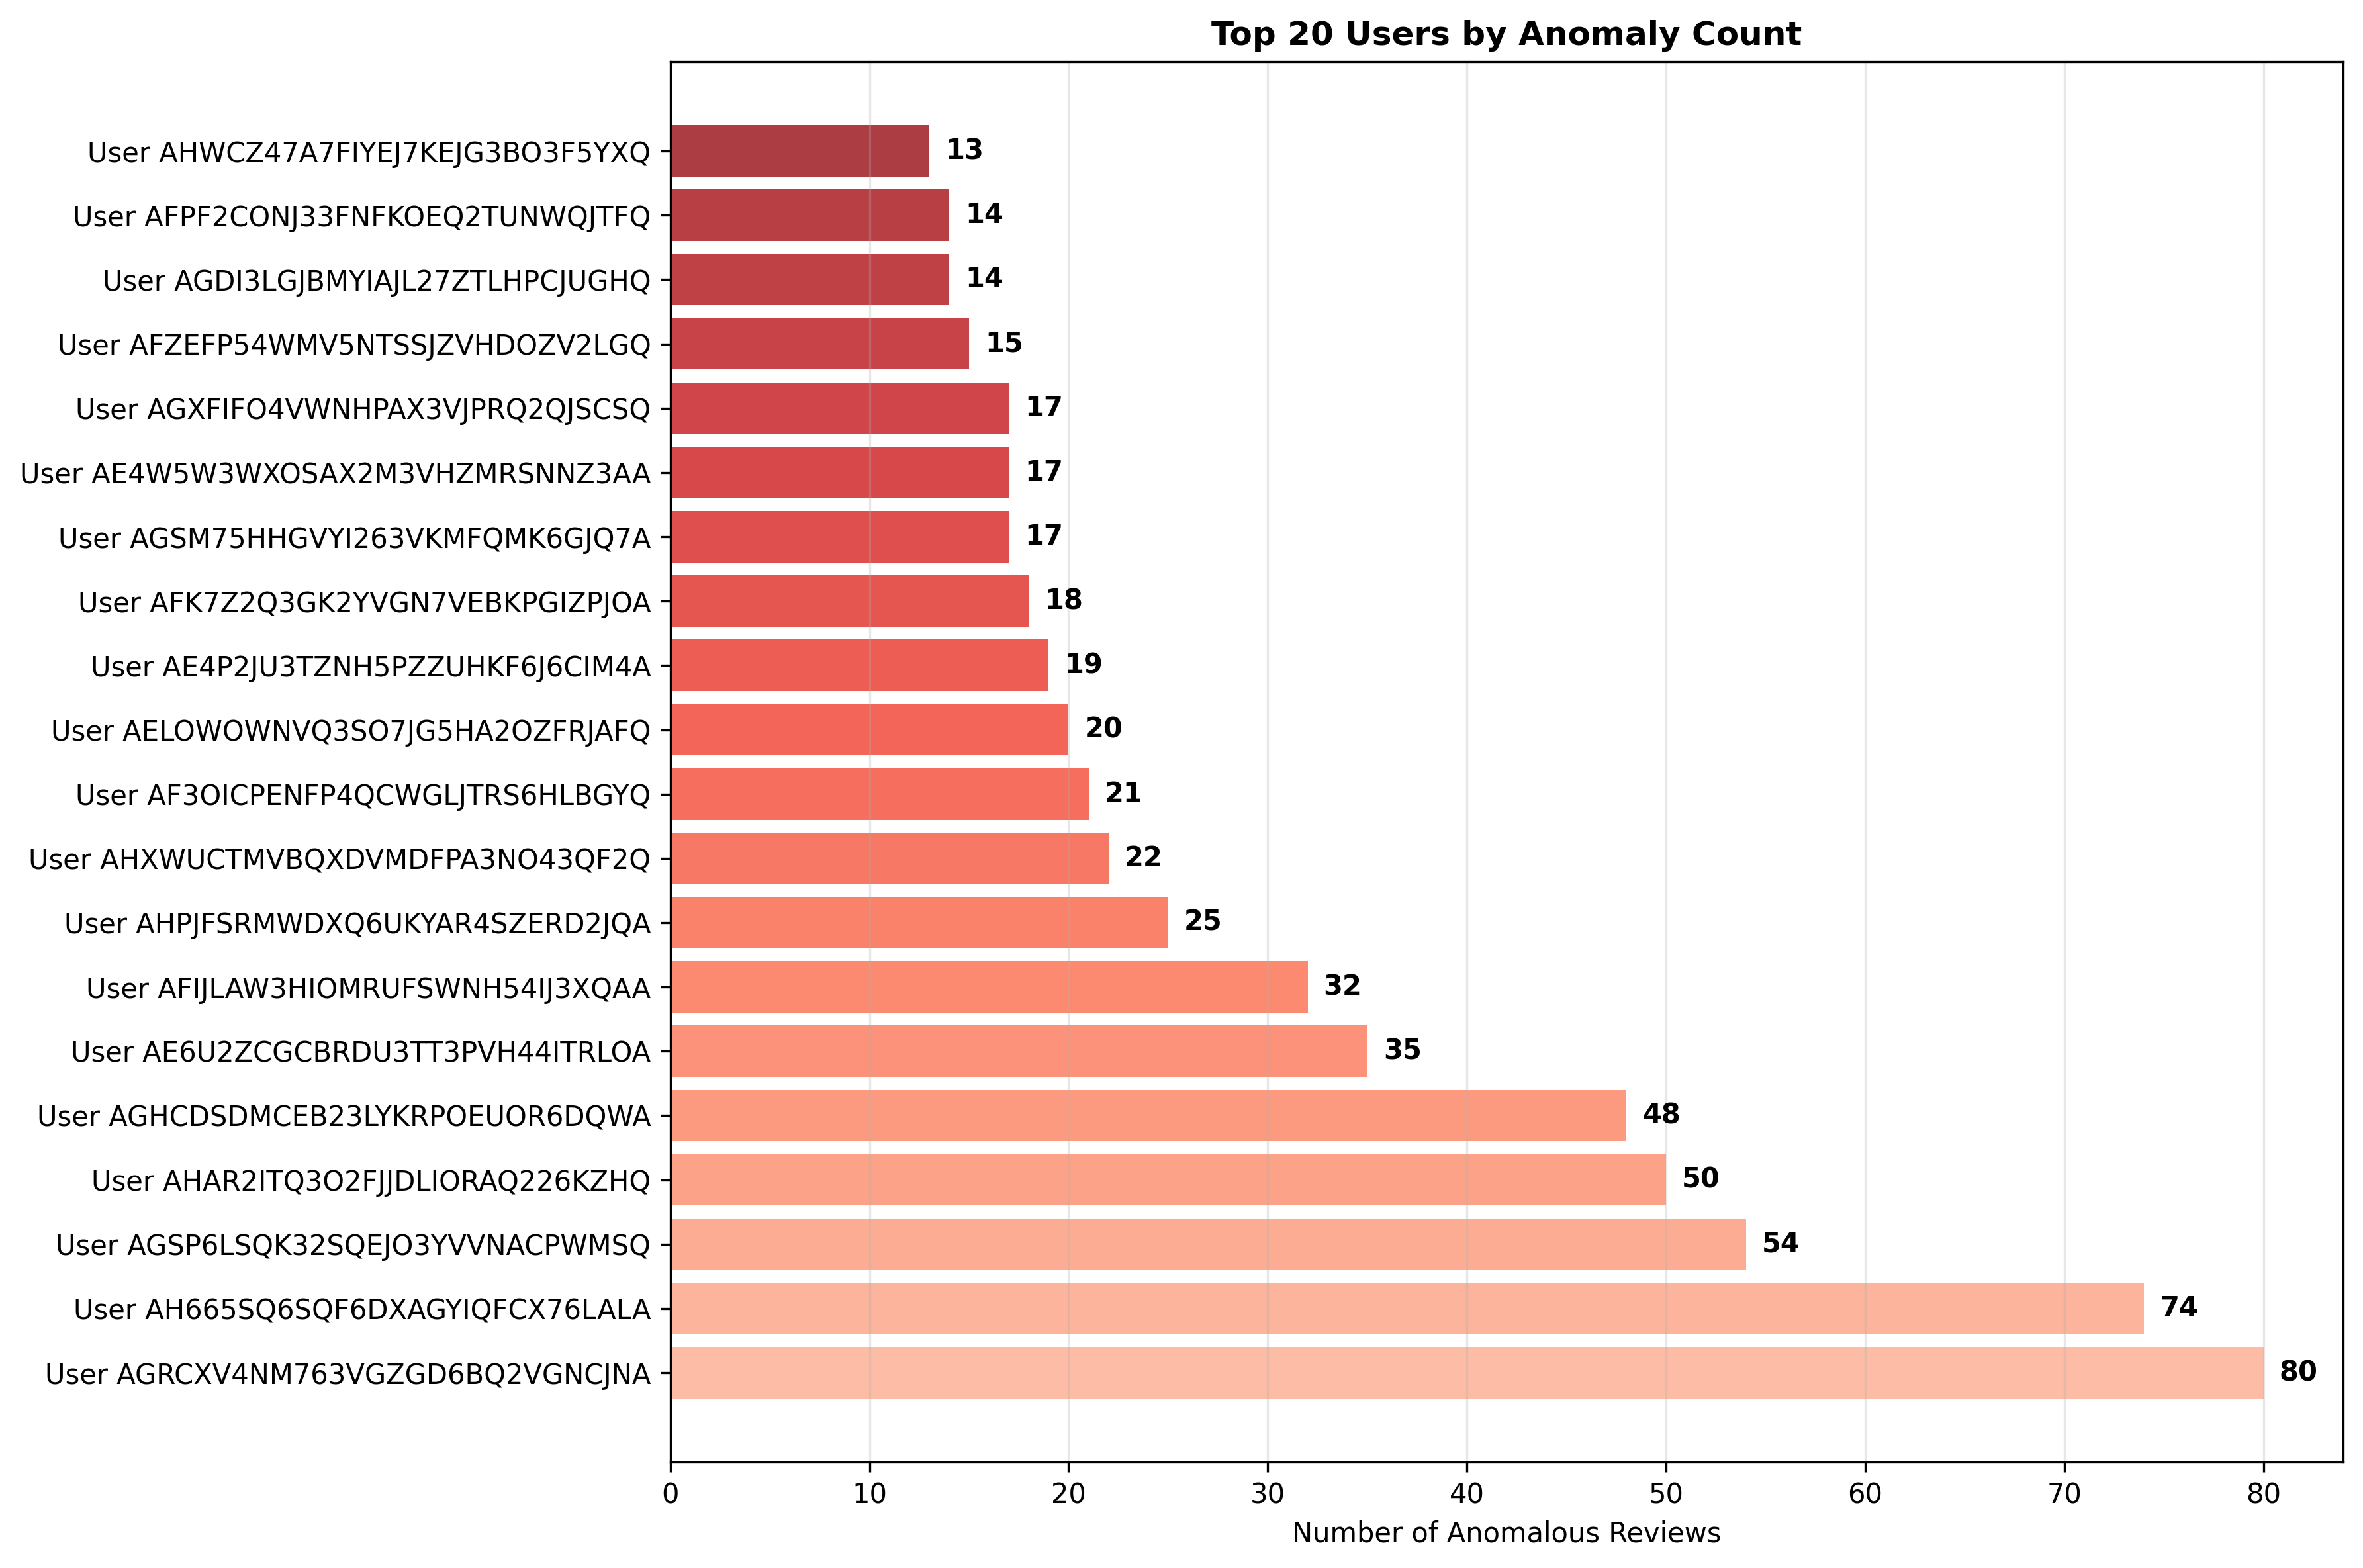 Top 20 Users by Anomaly Count
User AHWCZ47A7FIYEJ7KEJG3BO3F5YXQ 13
User AFPF2CONJ33FNFKOEQ2TUNWQJTFQ 14
User AGDI3LGJBMYIAJL27ZTLHPCJUGHQ 14
User AFZEFP54WMV5NTSSJZVHDOZV2LGQ 15
User AGXFIFO4VWNHPAX3VJPRQ2QJSCSQ 17
User AE4W5W3WXOSAX2M3VHZMRSNNZ3AA 17
User AGSM75HHGVYI263VKMFQMK6GJQ7A 17
User AFK7Z2Q3GK2YVGN7VEBKPGIZPJOA 18
User AE4P2JU3TZNH5PZZUHKF6J6CIM4A 19
User AELOWOWNVQ3SO7JG5HA2OZFRJAFQ 20
User AF3OICPENFP4QCWGLJTRS6HLBGYQ 21
User AHXWUCTMVBQXDVMDFPA3NO43QF2Q 22
User AHPJFSRMWDXQ6UKYAR4SZERD2JQA 25
User AFIJLAW3HIOMRUFSWNH54IJ3XQAA 32
User AE6U2ZCGCBRDU3TT3PVH44ITRLOA 35
User AGHCDSDMCEB23LYKRPOEUOR6DQWA 48
User AHAR2ITQ3O2FJJDLIORAQ226KZHQ 50
User AGSP6LSQK32SQEJO3YVVNACPWMSQ 54
User AH665SQ6SQF6DXAGYIQFCX76LALA 74
User AGRCXV4NM763VGZGD6BQ2VGNCJNA 80
0 10 20 30 40 50 60 70 80
Number of Anomalous Reviews